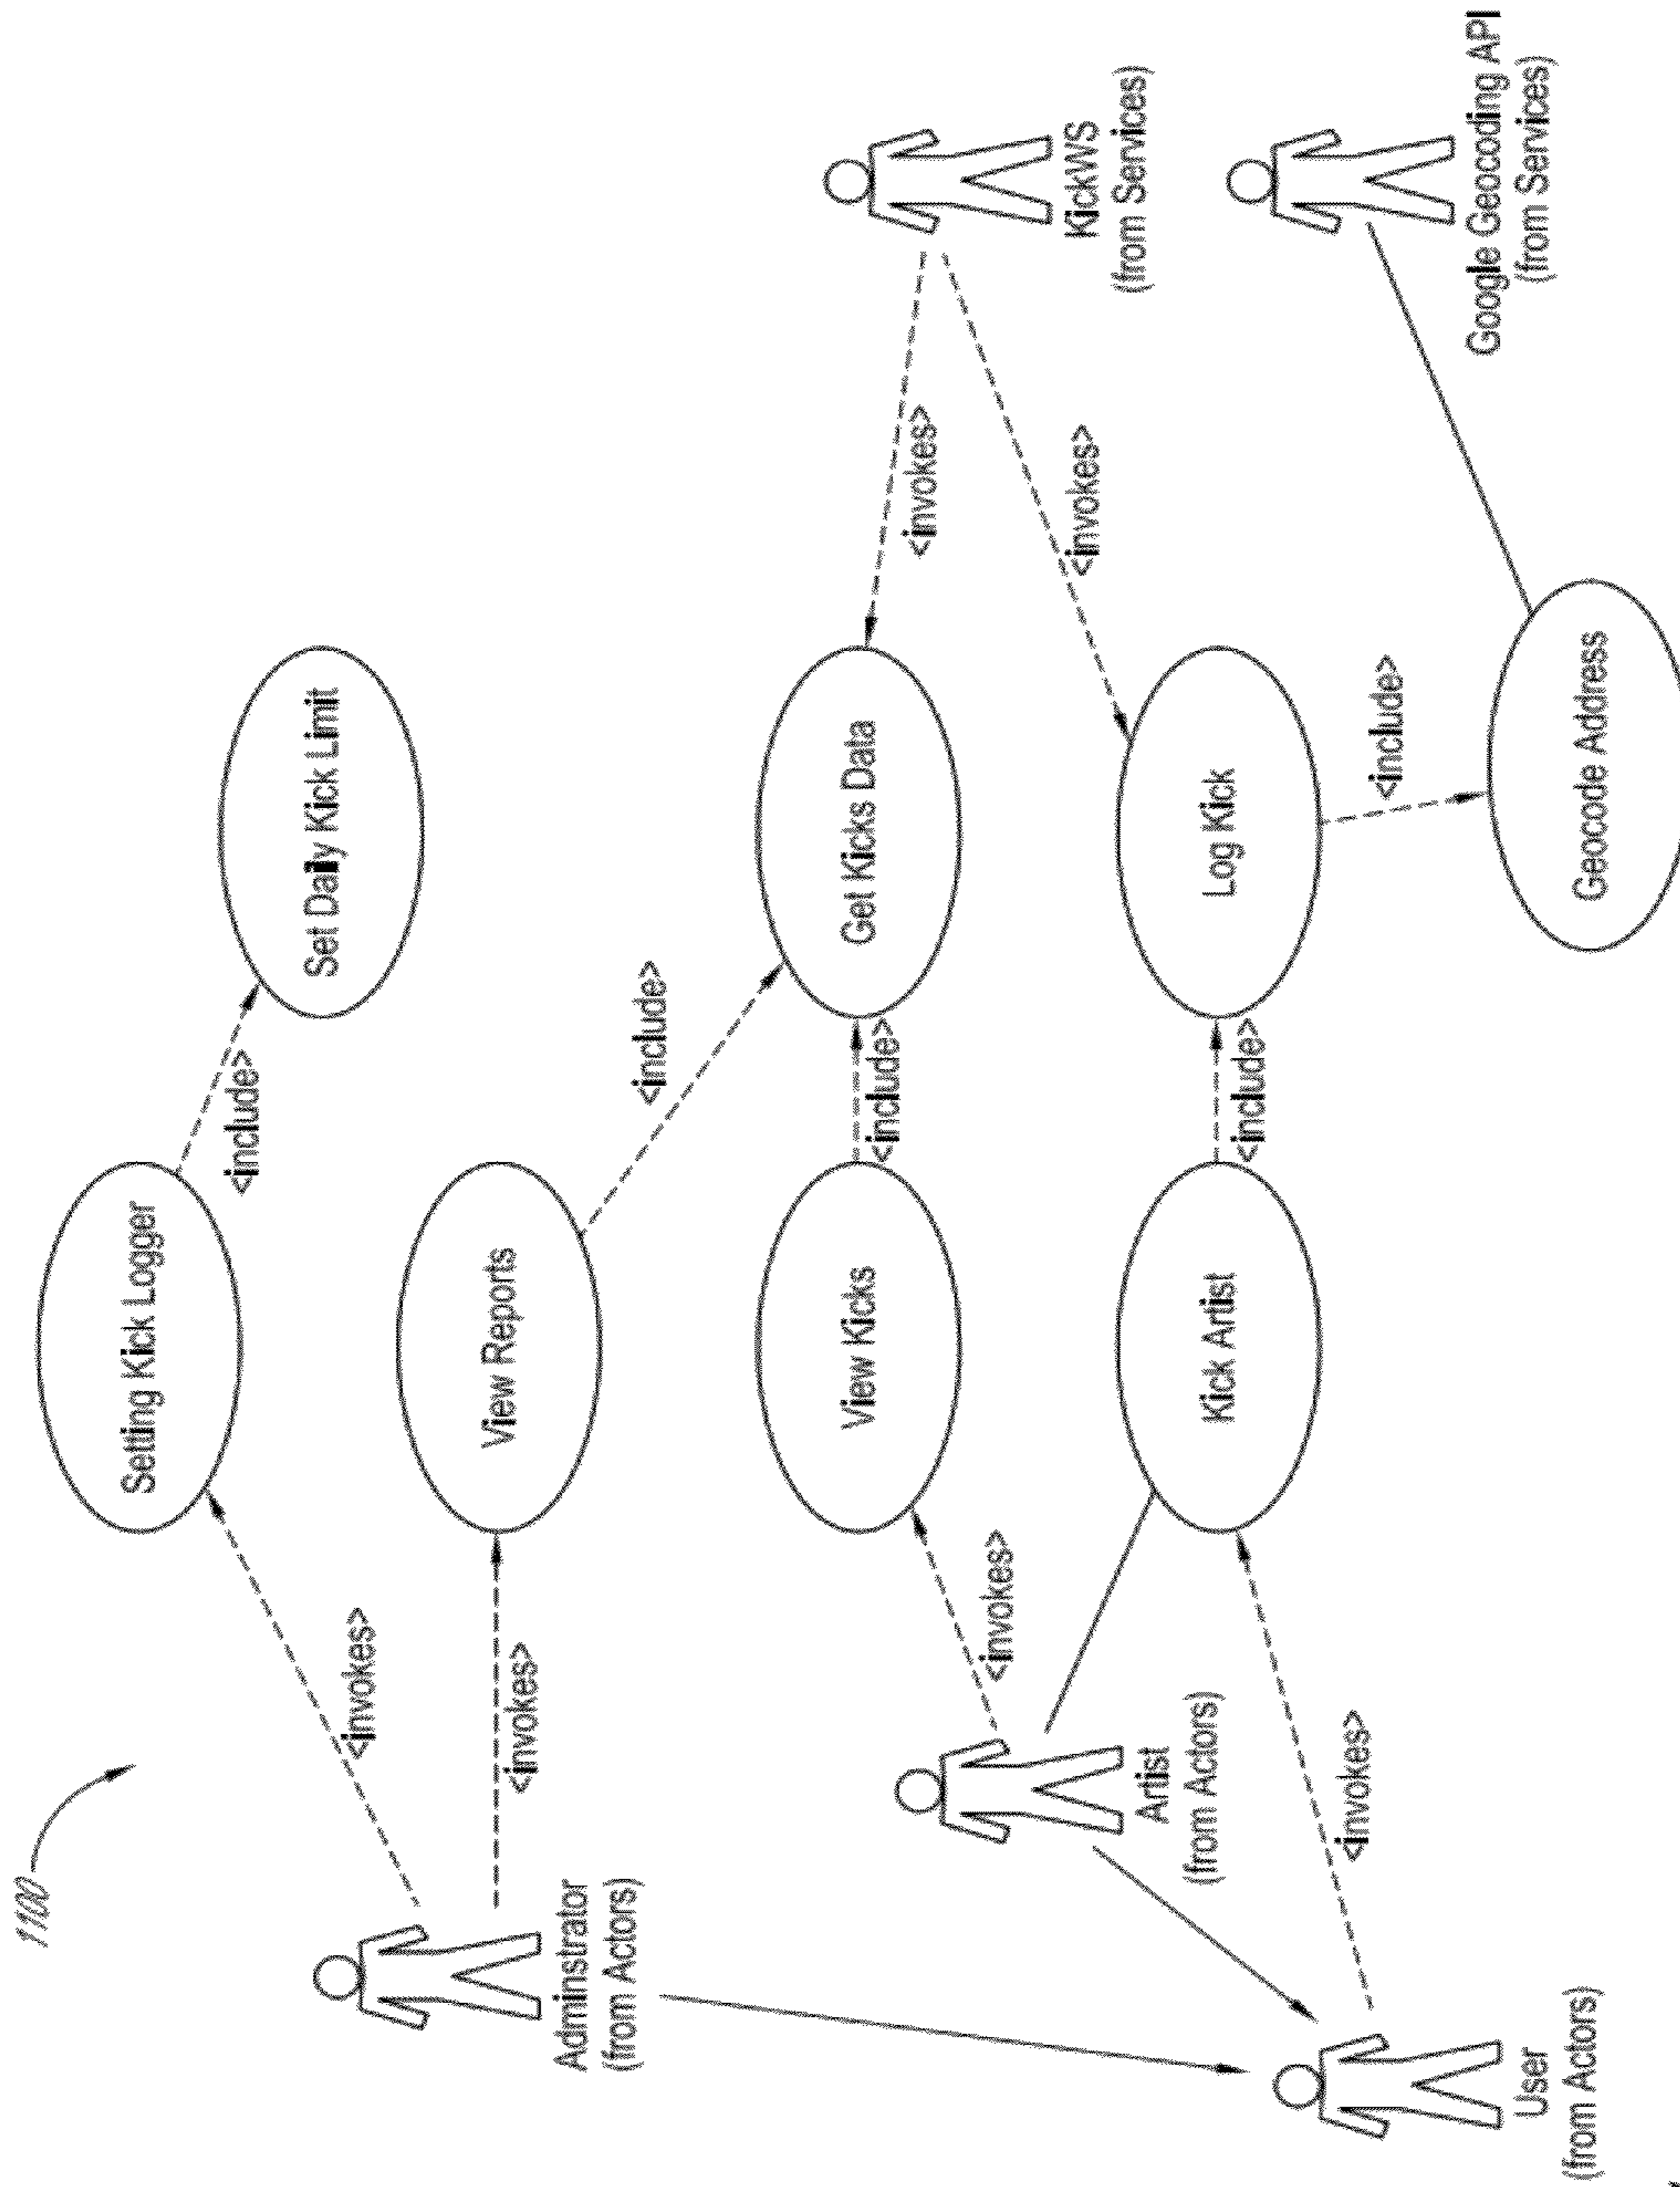 1100
Setting Kick Logger
<include>
Set Daily Kick Limit
<invokes>
Adminstrator
(from Actors)
<invokes>
View Reports
<include>
View Kicks
<include>
Get Kicks Data
<invokes>
KickWS
(from Services)
<invokes>
Artist
(from Actors)
<invokes>
Kick Artist
<include>
Log Kick
<invokes>
<include>
Google Geocoding API
(from Services)
User
(from Actors)
Geocode Address